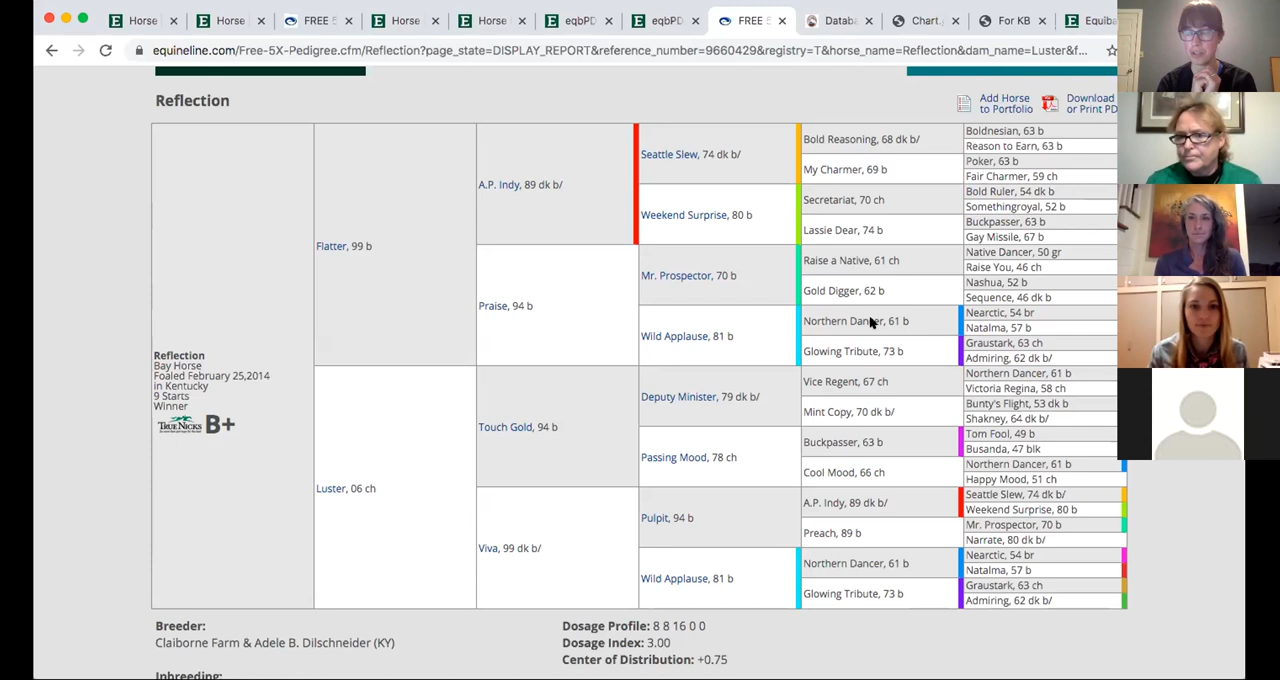 Horse
Horse
FREE 5
Horse
Horse
eqbPD
eqbPD
FREE 5
Datab
Chart.
For KB
Equiba
equineline.com/Free-5X-Pedigree.cfm/Reflection?page_state=DISPLAY_REPORT&reference_number=9660429&registry=T&horse_name=Reflection&dam_name=Luster&f...
Reflection
Add Horse
to Portfolio
Download
or Print PD
Reflection
Bay Horse
Foaled February 25,2014
in Kentucky
9 Starts
Winner
TRUENICKS B+
Flatter, 99 b
Luster, 06 ch
A.P. Indy, 89 dk b/
Praise, 94 b
Touch Gold, 94 b
Viva, 99 dk b/
Seattle Slew, 74 dk b/
Weekend Surprise, 80 b
Mr. Prospector, 70 b
Wild Applause, 81 b
Deputy Minister, 79 dk b/
Passing Mood, 78 ch
Pulpit, 94 b
Wild Applause, 81 b
Bold Reasoning, 68 dk b/
My Charmer, 69 b
Secretariat, 70 ch
Lassie Dear, 74 b
Raise a Native, 61 ch
Gold Digger, 62 b
Northern Dancer, 61 b
Glowing Tribute, 73 b
Vice Regent, 67 ch
Mint Copy, 70 dk b/
Buckpasser, 63 b
Cool Mood, 66 ch
A.P. Indy, 89 dk b/
Preach, 89 b
Northern Dancer, 61 b
Glowing Tribute, 73 b
Boldnesian, 63 b
Reason to Earn, 63 b
Poker, 63 b
Fair Charmer, 59 ch
Bold Ruler, 54 dk b
Somethingroyal, 52 b
Buckpasser, 63 b
Gay Missile, 67 b
Native Dancer, 50 gr
Raise You, 46 ch
Nashua, 52 b
Sequence, 46 dk b
Nearctic, 54 br
Natalma, 57 b
Graustark, 63 ch
Admiring, 62 dk b/
Northern Dancer, 61 b
Victoria Regina, 58 ch
Bunty's Flight, 53 dk b
Shakney, 64 dk b/
Tom Fool, 49 b
Busanda, 47 blk
Northern Dancer, 61 b
Happy Mood, 51 ch
Seattle Slew, 74 dk b/
Weekend Surprise, 80 b
Mr. Prospector, 70 b
Narrate, 80 dk b/
Nearctic, 54 br
Natalma, 57 b
Graustark, 63 ch
Admiring, 62 dk b/
Breeder:
Claiborne Farm & Adele B. Dilschneider (KY)
Dosage Profile: 8 8 16 0 0
Dosage Index: 3.00
Center of Distribution: +0.75
Inbreeding: